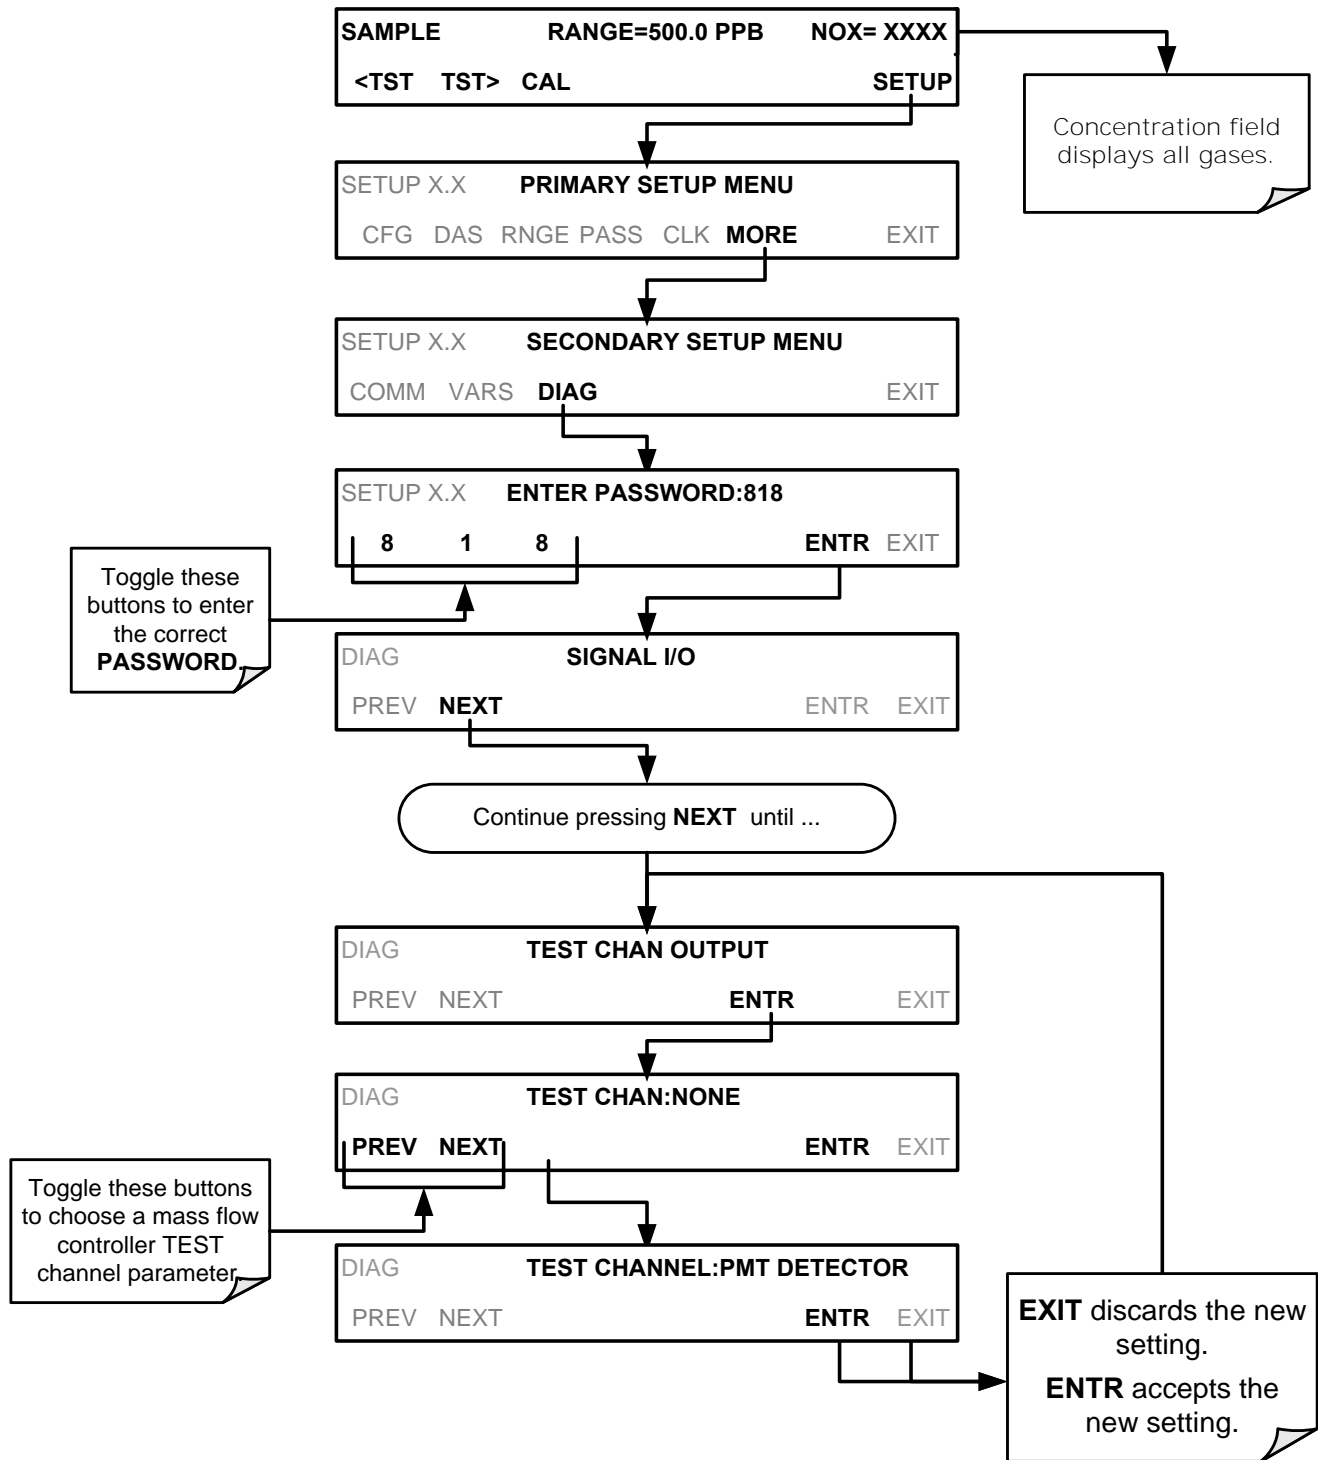 SAMPLE RANGE=500.0 PPB NOX= XXXX
<TST TST> CAL SETUP
Concentration field
displays all gases.
SETUP X.X PRIMARY SETUP MENU
CFG DAS RNGE PASS CLK MORE EXIT
SETUP X.X SECONDARY SETUP MENU
COMM VARS DIAG EXIT
SETUP X.X ENTER PASSWORD:818
8 1 8 ENTR EXIT
Toggle these
buttons to enter
the correct
PASSWORD.
DIAG SIGNAL I/O
PREV NEXT ENTR EXIT
Continue pressing NEXT until ...
DIAG TEST CHAN OUTPUT
PREV NEXT ENTR EXIT
DIAG TEST CHAN:NONE
PREV NEXT ENTR EXIT
Toggle these buttons
to choose a mass flow
controller TEST
channel parameter.
DIAG TEST CHANNEL:PMT DETECTOR
PREV NEXT ENTR EXIT
EXIT discards the new
setting.
ENTR accepts the
new setting.